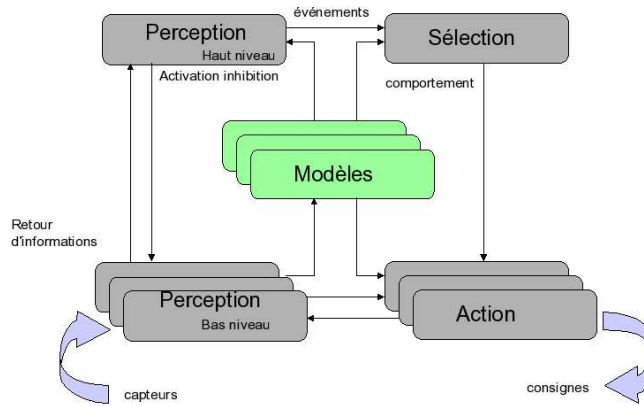 événements
Perception
Haut niveau
Sélection
Activation inhibition
comportement
Modèles
Retour
d'informations
Perception
Bas niveau
Action
capteurs
consignes